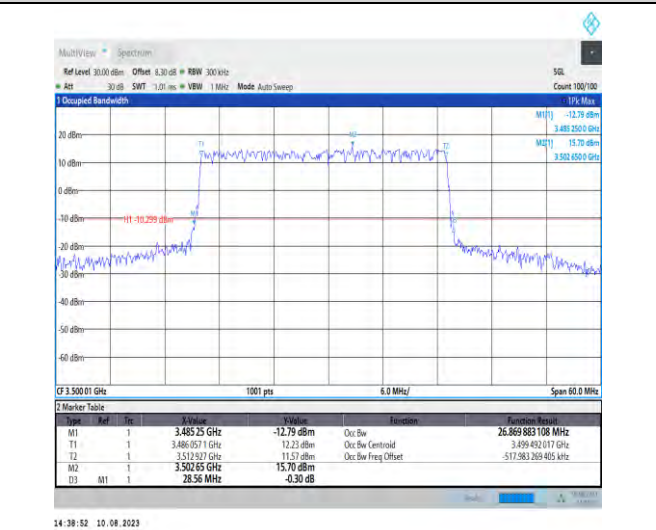 MultiView Spectrum
Ref Level 30.00 dBm Offset 8.30 dB RBW 300 kHz SGL
Att 30 dB SWT 1.01 ms VBW 1 MHz Mode Auto Sweep Count 100/100
1 Occupied Bandwidth 1Pk Max
M1[1] -12.79 dBm
3.485 250 0 GHz
M2[1] 15.70 dBm
3.502 650 0 GHz
20 dBm
M2
T1 T2
10 dBm
0 dBm
-10 dBm H1 -10.299 dBm M1
-20 dBm
-30 dBm
-40 dBm
-50 dBm
-60 dBm
CF 3.500 01 GHz 1001 pts 6.0 MHz/ Span 60.0 MHz
2 Marker Table
Type Ref Trc X-Value Y-Value Function Function Result
M1 1 3.485 25 GHz -12.79 dBm Occ Bw 26.869 883 108 MHz
T1 1 3.486 057 1 GHz 12.23 dBm Occ Bw Centroid 3.499 492 017 GHz
T2 1 3.512 927 GHz 11.57 dBm Occ Bw Freq Offset -517.983 269 405 kHz
M2 1 3.502 65 GHz 15.70 dBm
D3 M1 1 28.56 MHz -0.30 dB
14:38:52 10.08.2023